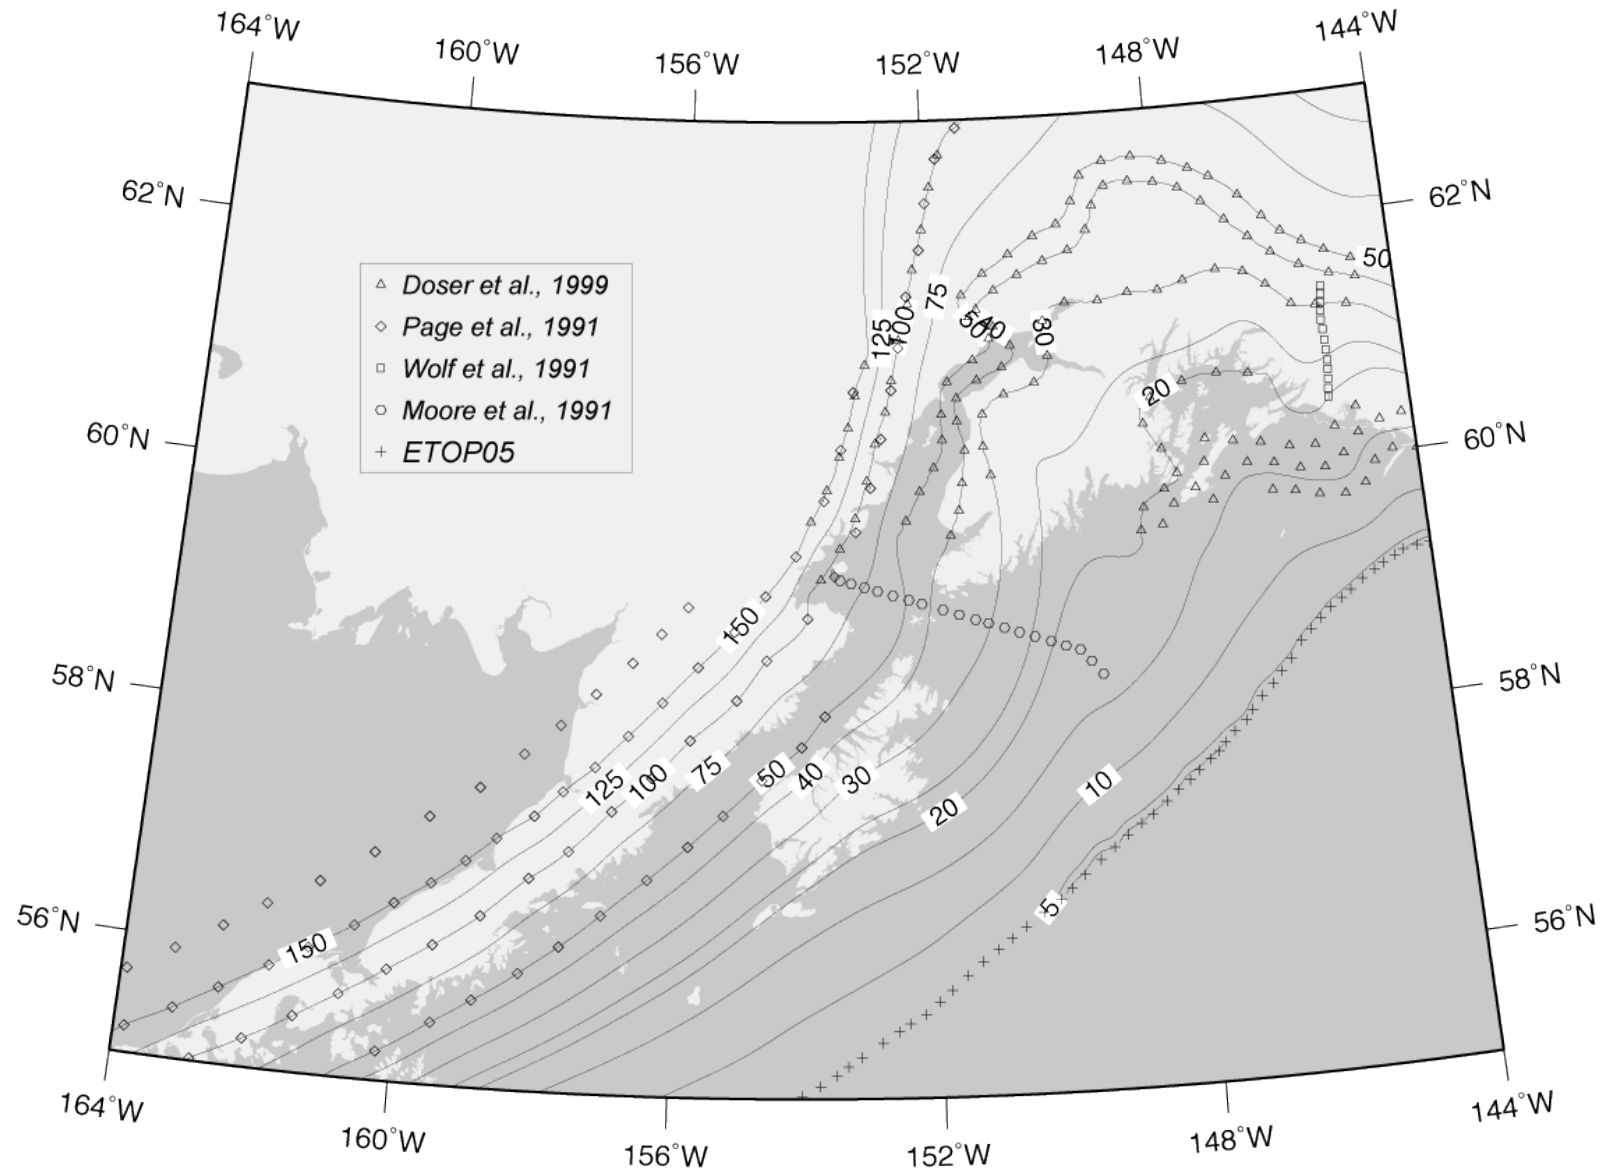 164°W
160°W
156°W
152°W
148°W
144°W
62°N
62°N
Doser et al., 1999
Page et al., 1991
Wolf et al., 1991
Moore et al., 1991
ETOP05
50
75
100
125
50
40
30
20
60°N
60°N
150
58°N
58°N
125
100
75
50
40
30
20
10
5
150
56°N
56°N
164°W
160°W
156°W
152°W
148°W
144°W